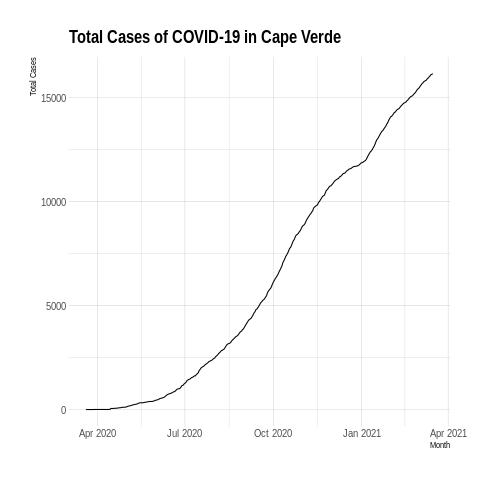 Total Cases of COVID-19 in Cape Verde
Total Cases
15000
10000
5000
0
Apr 2020 Jul 2020 Oct 2020 Jan 2021 Apr 2021
Month